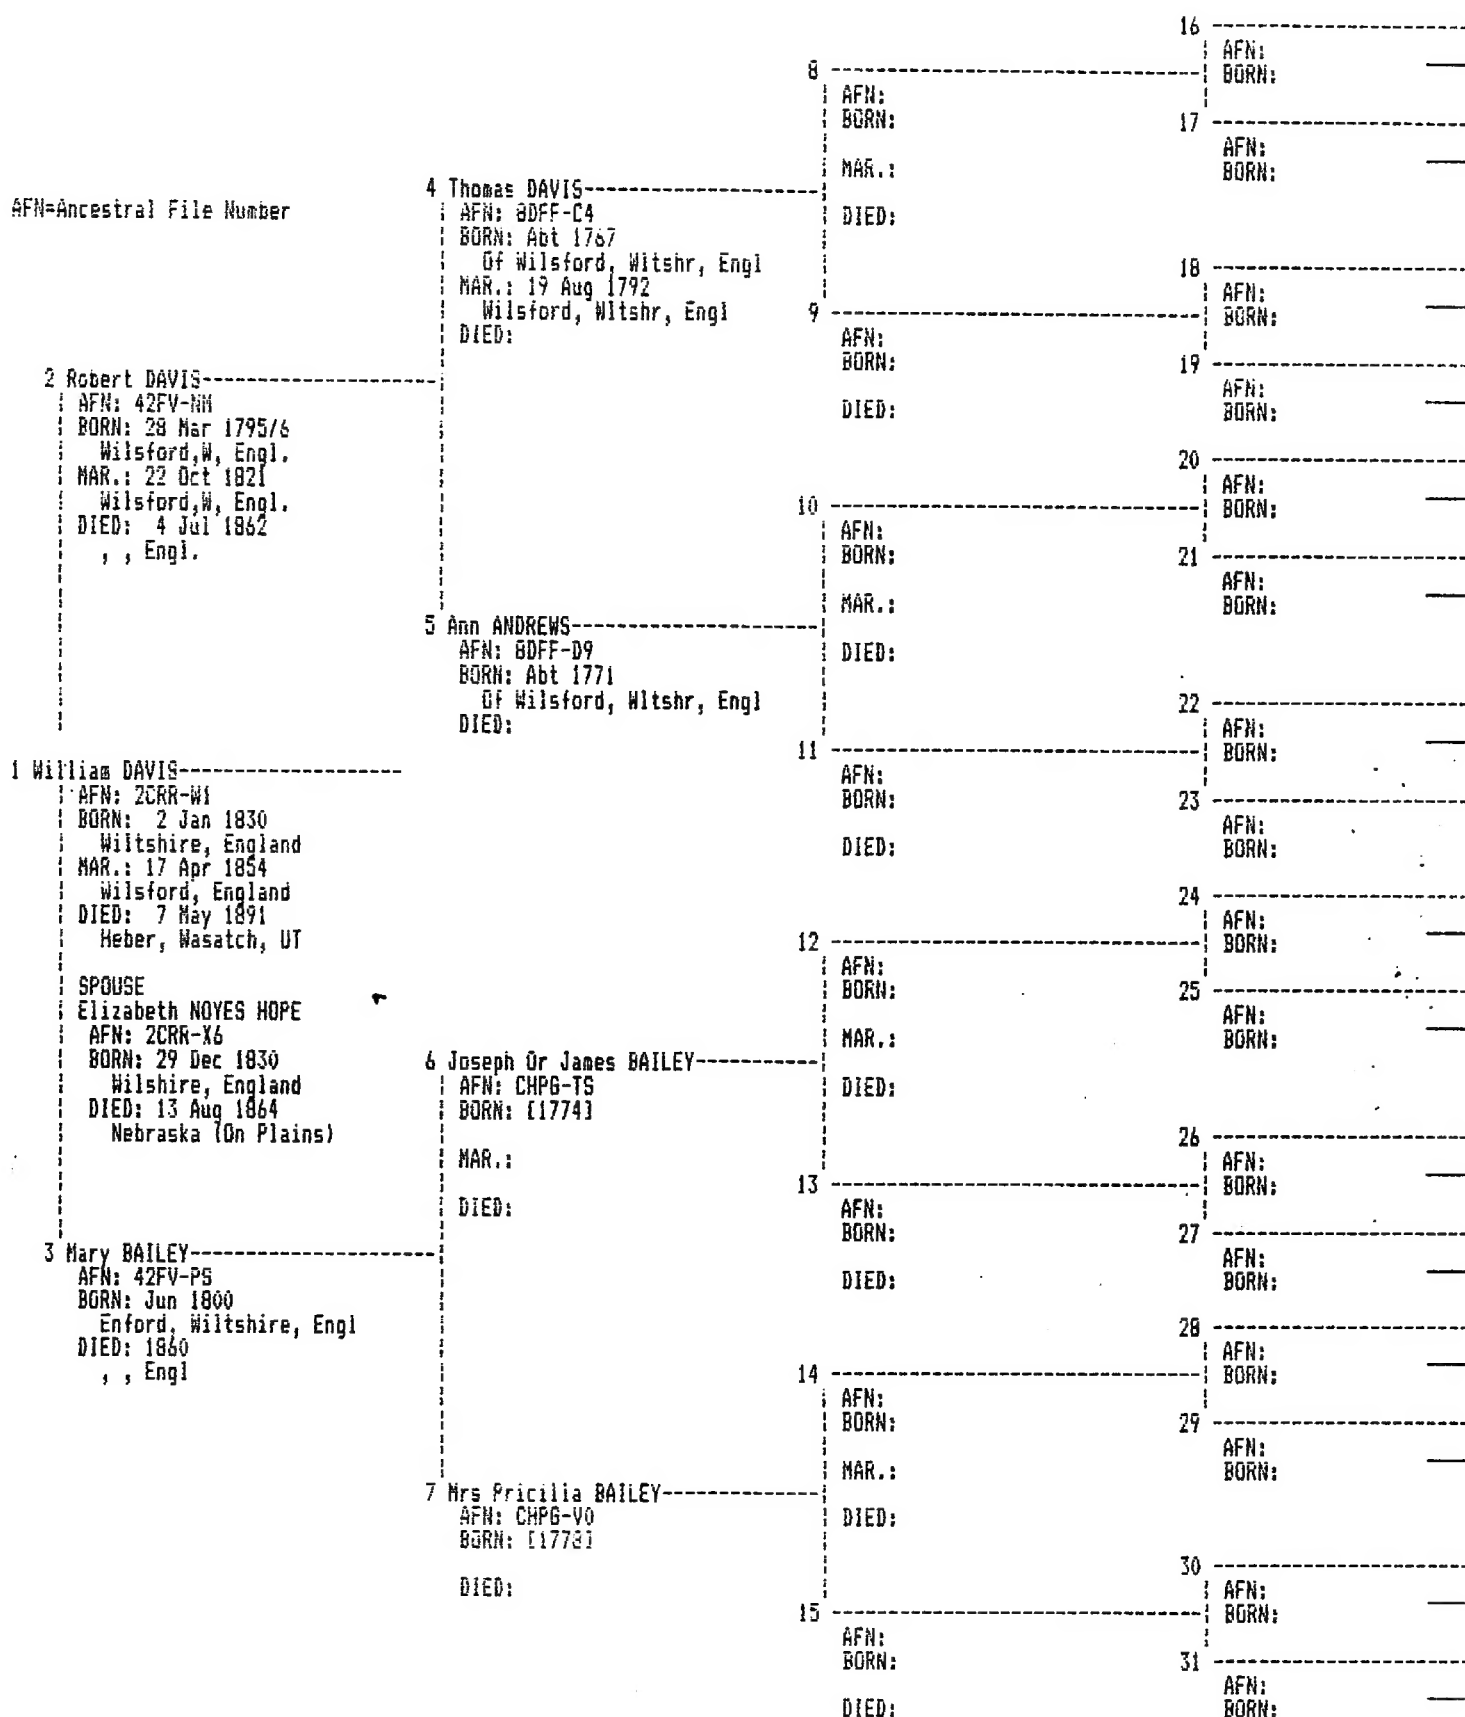 AFN=Ancestral File Number
1 William DAVIS
AFN: 2CRR-W1
BORN: 2 Jan 1830
Wiltshire, England
MAR.: 17 Apr 1854
Wilsford, England
DIED: 7 May 1891
Heber, Wasatch, UT
SPOUSE
Elizabeth NOYES HOPE
AFN: 2CRR-X6
BORN: 29 Dec 1830
Wilshire, England
DIED: 13 Aug 1864
Nebraska (On Plains)
2 Robert DAVIS
AFN: 42FV-NM
BORN: 28 Mar 1795/6
Wilsford,W, Engl.
MAR.: 22 Oct 1821
Wilsford,W, Engl.
DIED: 4 Jul 1862
, , Engl.
3 Mary BAILEY
AFN: 42FV-PS
BORN: Jun 1800
Enford, Wiltshire, Engl
DIED: 1860
, , Engl
4 Thomas DAVIS
AFN: 8DFF-C4
BORN: Abt 1767
Of Wilsford, Wltshr, Engl
MAR.: 19 Aug 1792
Wilsford, Wltshr, Engl
DIED:
5 Ann ANDREWS
AFN: 8DFF-D9
BORN: Abt 1771
Of Wilsford, Wltshr, Engl
DIED:
6 Joseph Or James BAILEY
AFN: CHPG-TS
BORN: [1774]
MAR.:
DIED:
7 Mrs Pricilla BAILEY
AFN: CHPG-V0
BORN: [1778]
DIED:
8
AFN:
BORN:
MAR.:
DIED:
9
AFN:
BORN:
DIED:
10
AFN:
BORN:
MAR.:
DIED:
11
AFN:
BORN:
DIED:
12
AFN:
BORN:
MAR.:
DIED:
13
AFN:
BORN:
DIED:
14
AFN:
BORN:
MAR.:
DIED:
15
AFN:
BORN:
DIED:
16
AFN:
BORN:
17
AFN:
BORN:
18
AFN:
BORN:
19
AFN:
BORN:
20
AFN:
BORN:
21
AFN:
BORN:
22
AFN:
BORN:
23
AFN:
BORN:
24
AFN:
BORN:
25
AFN:
BORN:
26
AFN:
BORN:
27
AFN:
BORN:
28
AFN:
BORN:
29
AFN:
BORN:
30
AFN:
BORN:
31
AFN:
BORN: